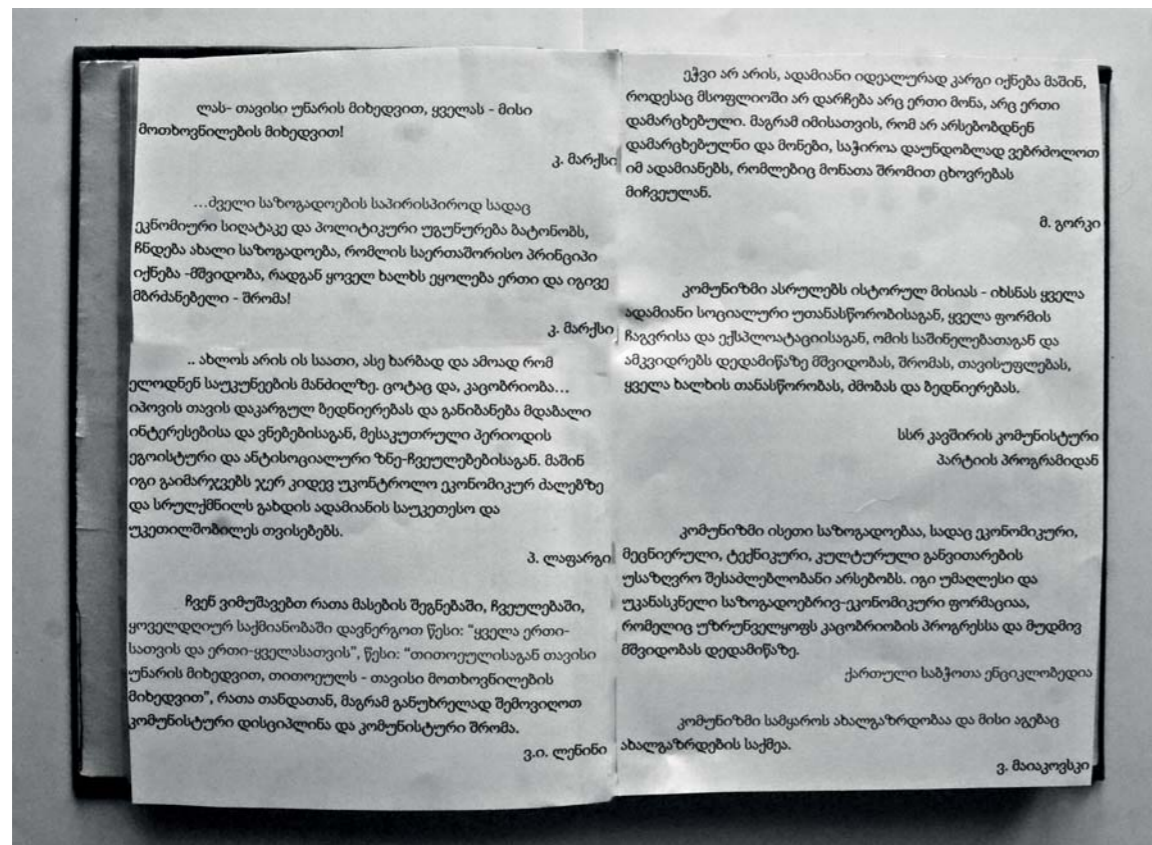 ლას- თავისი უნარის მიხედვით, ყველას - მისი
მოთხოვნილების მიხედვით!
კ. მარქსი
...ძველი საზოგადოების საპირისპიროდ სადაც
ეკნომიური სიღატაკე და პოლიტიკური უგუნურება ბატონობს,
ჩნდება ახალი საზოგადოება, რომლის საერთაშორისო პრინციპი
იქნება -მშვიდობა, რადგან ყოველ ხალხს ეყოლება ერთი და იგივე
მბრძანებელი - შრომა!
კ. მარქსი
.. ახლოს არის ის საათი, ასე ხარბად და ამოად რომ
ელოდნენ საუკუნეების მანძილზე. ცოტაც და, კაცობრიობა...
იპოვის თავის დაკარგულ ბედნიერებას და განიბანება მდაბალი
ინტერესებისა და ვნებებისაგან, მესაკუთრული პერიოდის
ეგოისტური და ანტისოციალური ზნე-ჩვეულებებისაგან. მაშინ
იგი გაიმარჯვებს ჯერ კიდევ უკონტროლო ეკონომიკურ ძალებზე
და სრულქმნილს გახდის ადამიანის საუკეთესო და
უკეთილშობილეს თვისებებს.
პ. ლაფარგი
ჩვენ ვიმუშავებთ რათა მასების შეგნებაში, ჩვეულებაში,
ყოველდღიურ საქმიანობაში დავნერგოთ წესი: "ყველა ერთი-
სათვის და ერთი-ყველასათვის", წესი: "თითოეულისაგან თავისი
უნარის მიხედვით, თითოეულს - თავისი მოთხოვნილების
მიხედვით", რათა თანდათან, მაგრამ განუხრელად შემოვიღოთ
კომუნისტური დისციპლინა და კომუნისტური შრომა.
ვ.ი. ლენინი
ეჭვი არ არის, ადამიანი იდეალურად კარგი იქნება მაშინ,
როდესაც მსოფლიოში არ დარჩება არც ერთი მონა, არც ერთი
დამარცხებული. მაგრამ იმისათვის, რომ არ არსებობდნენ
დამარცხებულნი და მონები, საჭიროა დაუნდობლად ვებრძოლოთ
იმ ადამიანებს, რომლებიც მონათა შრომით ცხოვრებას
მიჩვეულან.
მ. გორკი
კომუნიზმი ასრულებს ისტორულ მისიას - იხსნას ყველა
ადამიანი სოციალური უთანასწორობისაგან, ყველა ფორმის
ჩაგვრისა და ექსპლოატაციისაგან, ომის საშინელებათაგან და
ამკვიდრებს დედამიწაზე მშვიდობას, შრომას, თავისუფლებას,
ყველა ხალხის თანასწორობას, ძმობას და ბედნიერებას.
სსრ კავშირის კომუნისტური
პარტიის პროგრამიდან
კომუნიზმი ისეთი საზოგადოებაა, სადაც ეკონომიკური,
მეცნიერული, ტექნიკური, კულტურული განვითარების
უსაზღვრო შესაძლებლობანი არსებობს. იგი უმაღლესი და
უკანასკნელი საზოგადოებრივ-ეკონომიკური ფორმაციაა,
რომელიც უზრუნველყოფს კაცობრიობის პროგრესსა და მუდმივ
მშვიდობას დედამიწაზე.
ქართული საბჭოთა ენციკლობედია
კომუნიზმი სამყაროს ახალგაზრდობაა და მისი აგებაც
ახალგაზრდების საქმეა.
ვ. მაიაკოვსკი